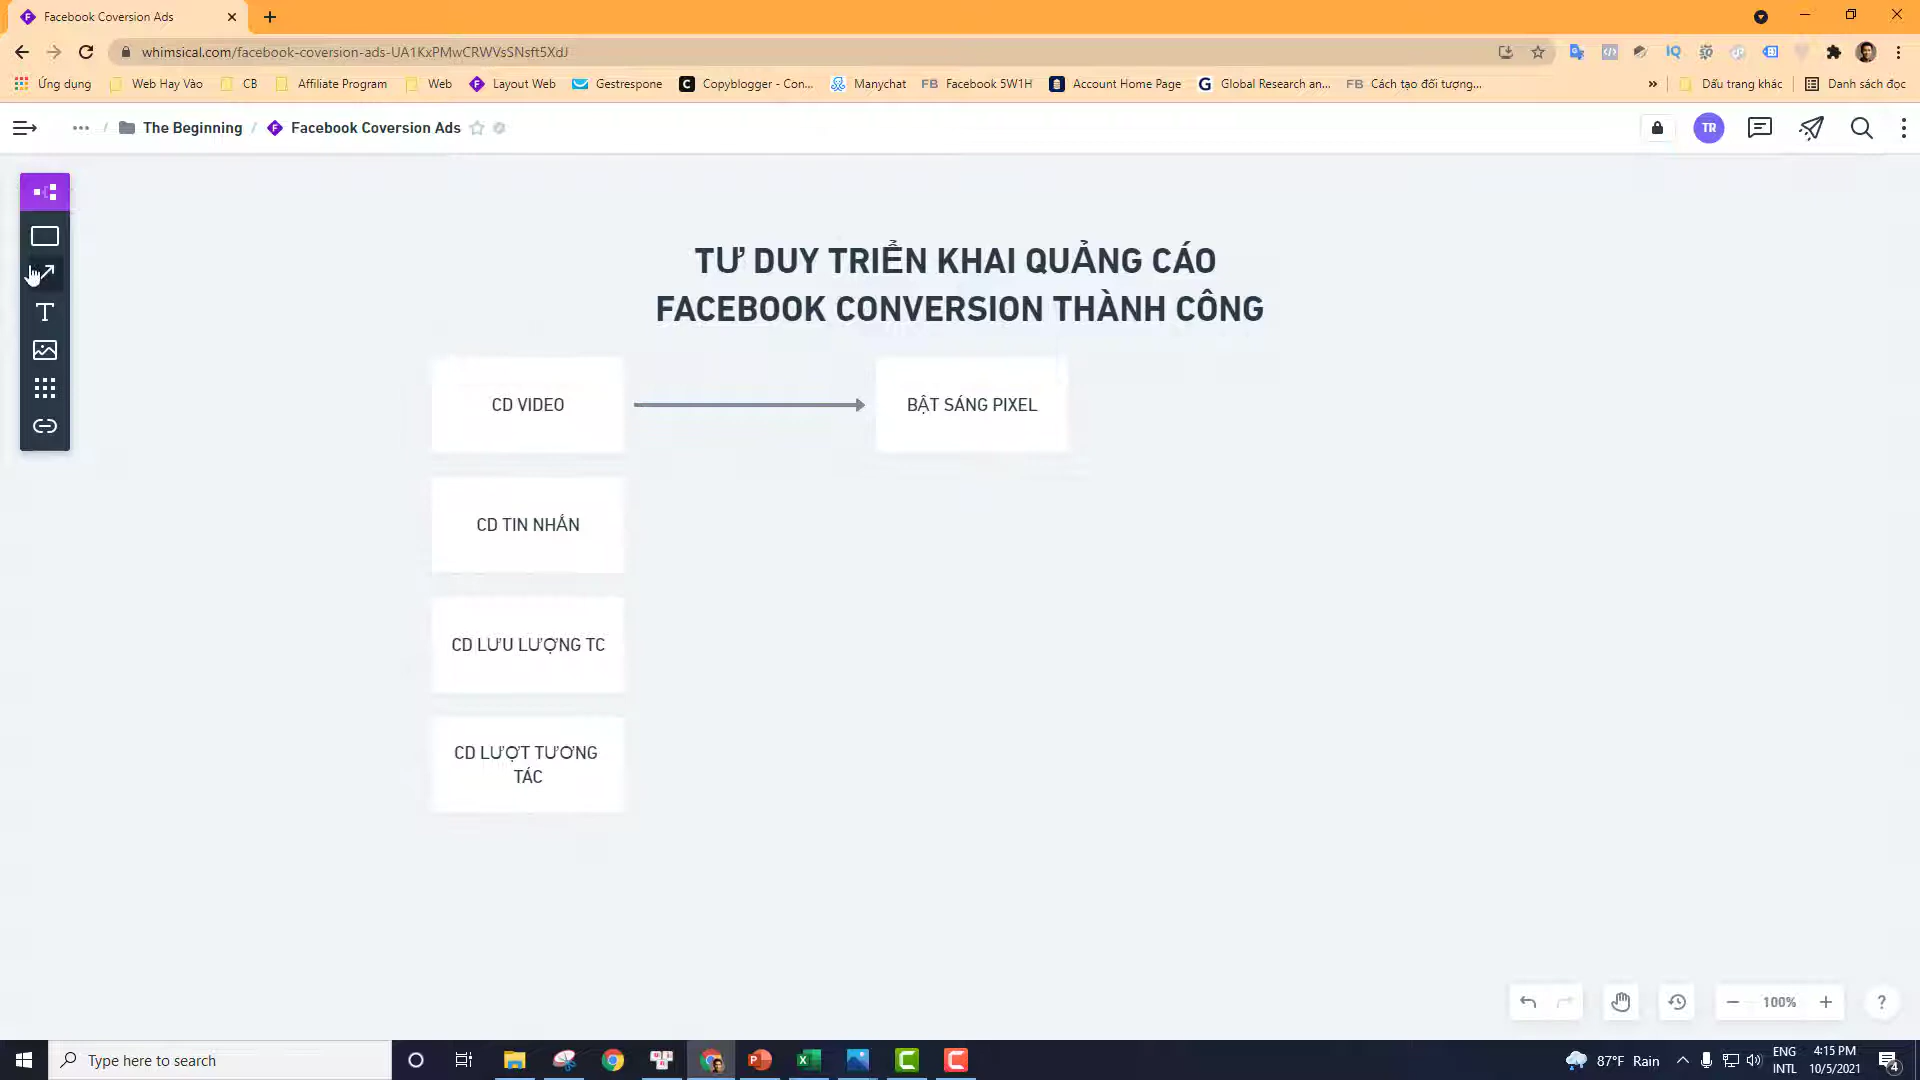 Facebook Coversion Ads
whimsical.com/facebook-coversion-ads-UA1KxPMwCRWVsSNsft5XdJ
Ứng dụng
Web Hay Vào
CB
Affiliate Program
Web
Layout Web
Gestrespone
Copyblogger - Con...
Manychat
FB Facebook 5W1H
Account Home Page
Global Research an...
FB Cách tạo đối tượng...
»
Dấu trang khác
Danh sách đọc
••• / The Beginning / Facebook Coversion Ads
TR
TƯ DUY TRIỂN KHAI QUẢNG CÁO
FACEBOOK CONVERSION THÀNH CÔNG
CD VIDEO
BẬT SÁNG PIXEL
CD TIN NHẮN
CD LƯU LƯỢNG TC
CD LƯỢT TƯƠNG
TÁC
100%
?
Type here to search
87°F Rain
ENG
INTL
4:15 PM
10/5/2021
4